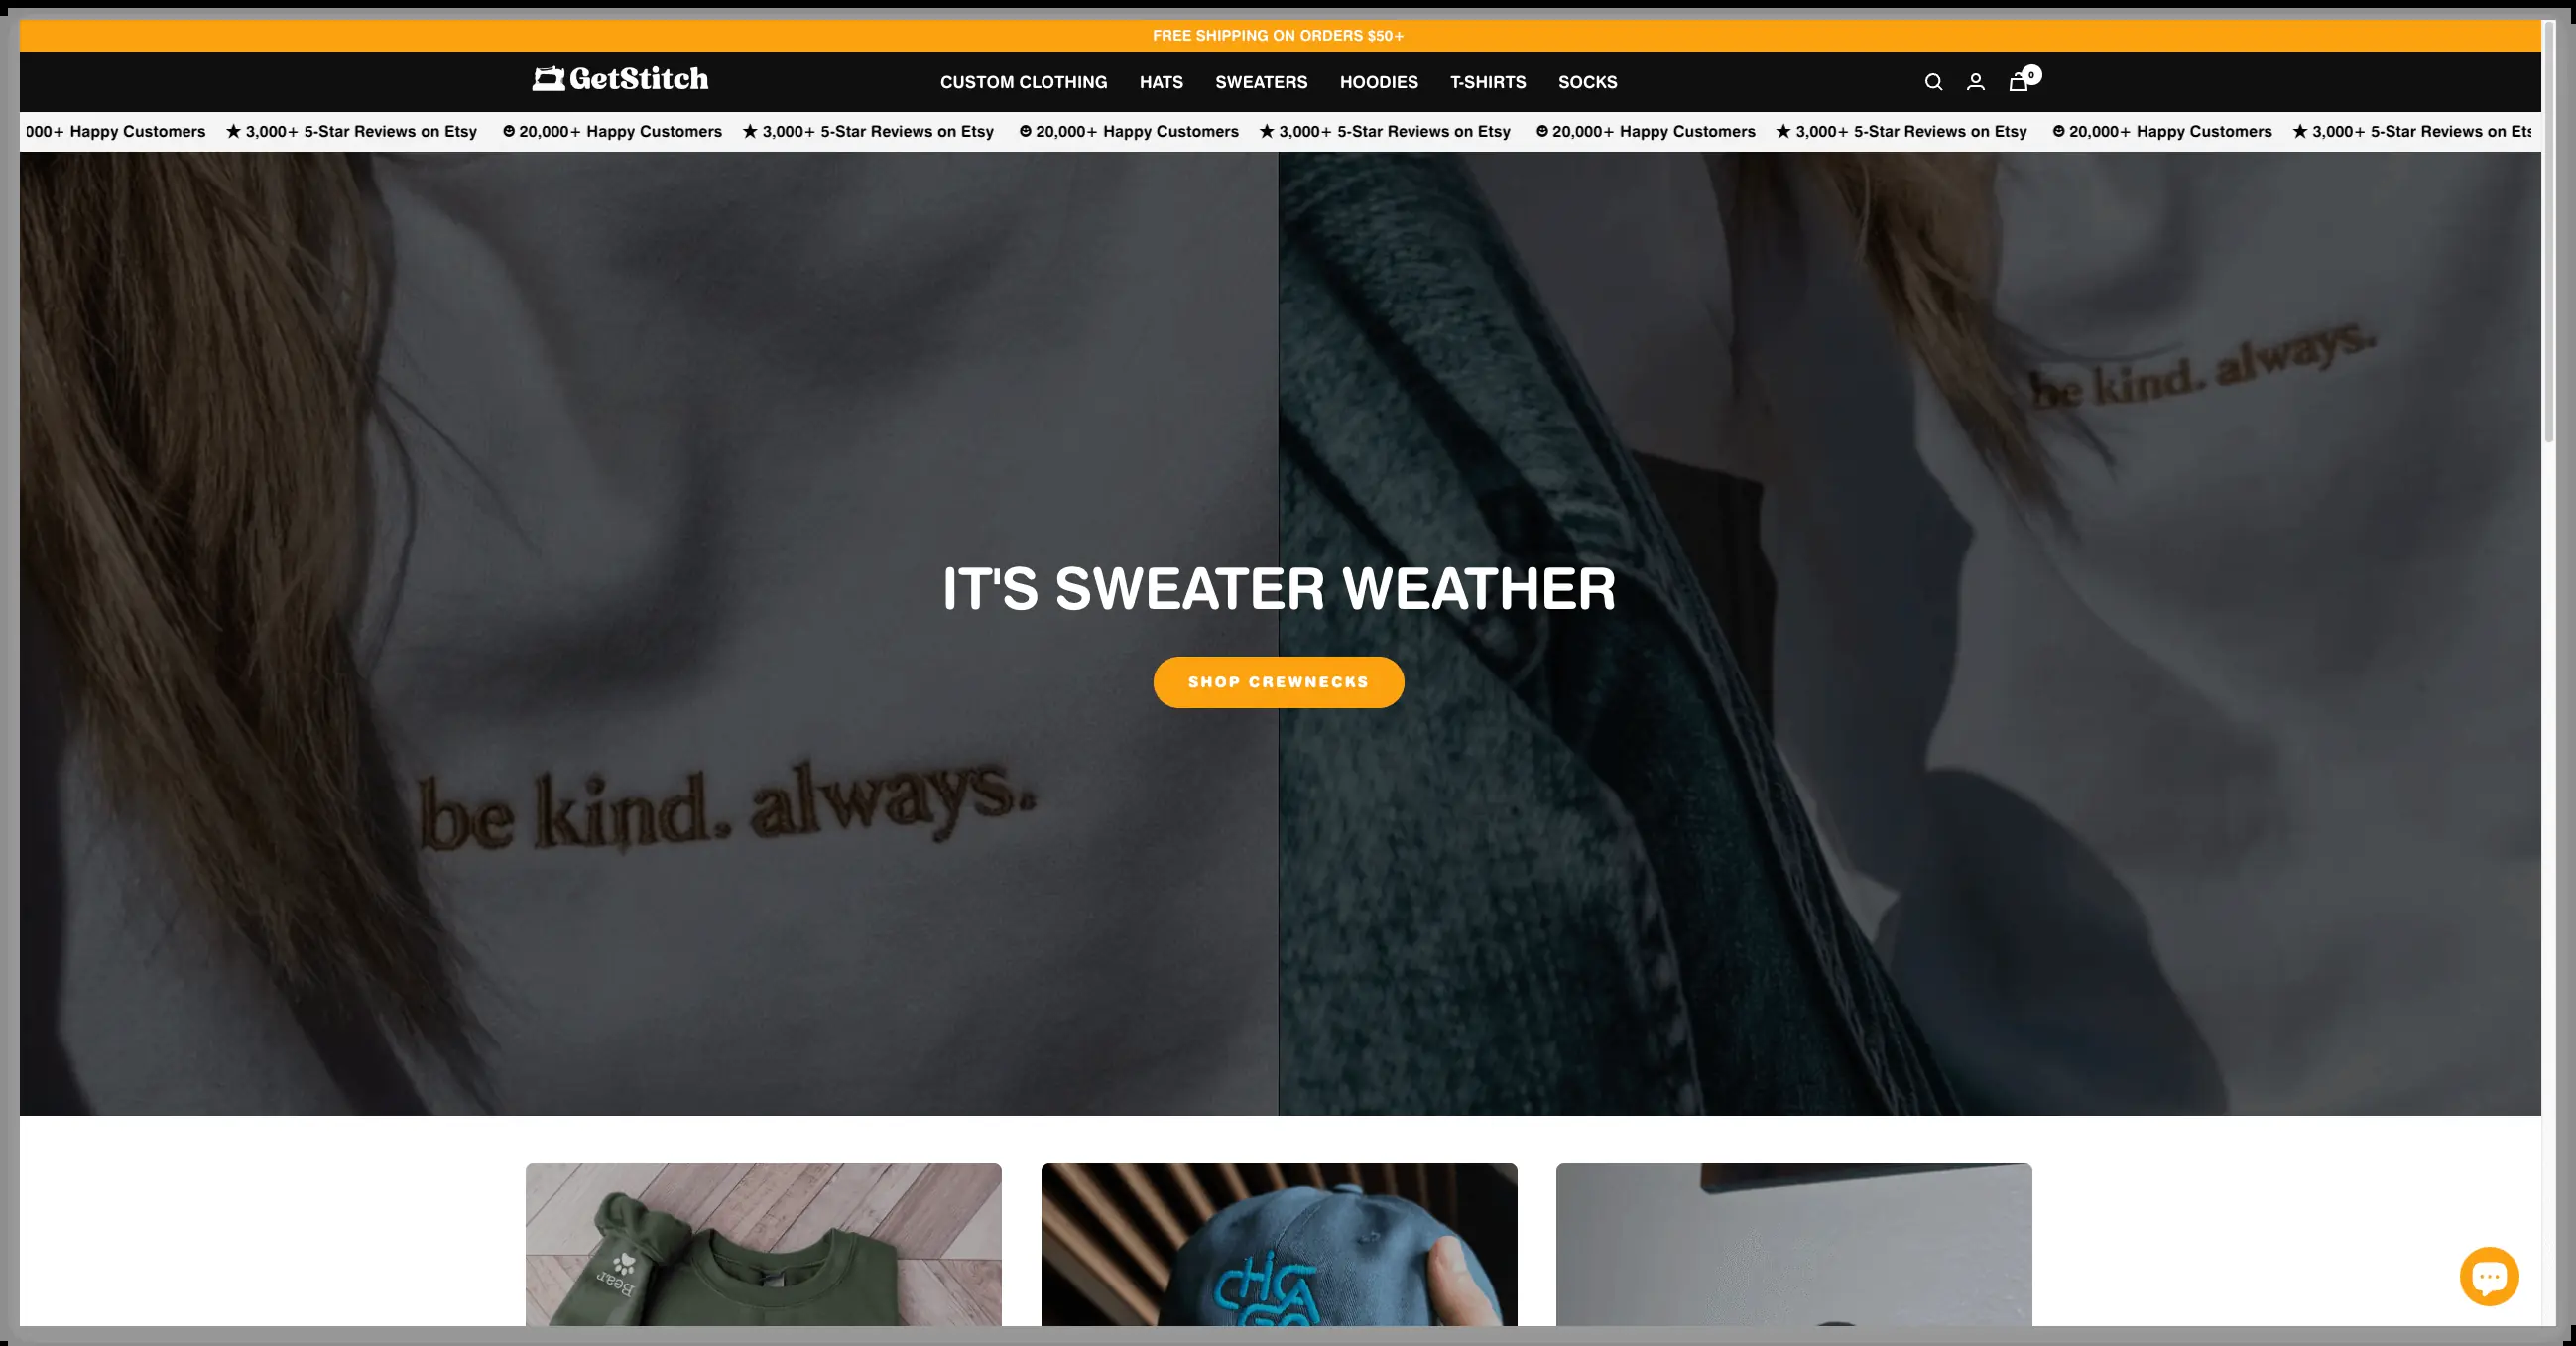 FREE SHIPPING ON ORDERS $50+
GetStitch
CUSTOM CLOTHING HATS SWEATERS HOODIES T-SHIRTS SOCKS
0
000+ Happy Customers ★ 3,000+ 5-Star Reviews on Etsy ☻ 20,000+ Happy Customers ★ 3,000+ 5-Star Reviews on Etsy ☻ 20,000+ Happy Customers ★ 3,000+ 5-Star Reviews on Etsy ☻ 20,000+ Happy Customers ★ 3,000+ 5-Star Reviews on Etsy ☻ 20,000+ Happy Customers ★ 3,000+ 5-Star Reviews on Ets
be kind. always.
IT'S SWEATER WEATHER
SHOP CREWNECKS
be kind. always.
Bear
CHICA